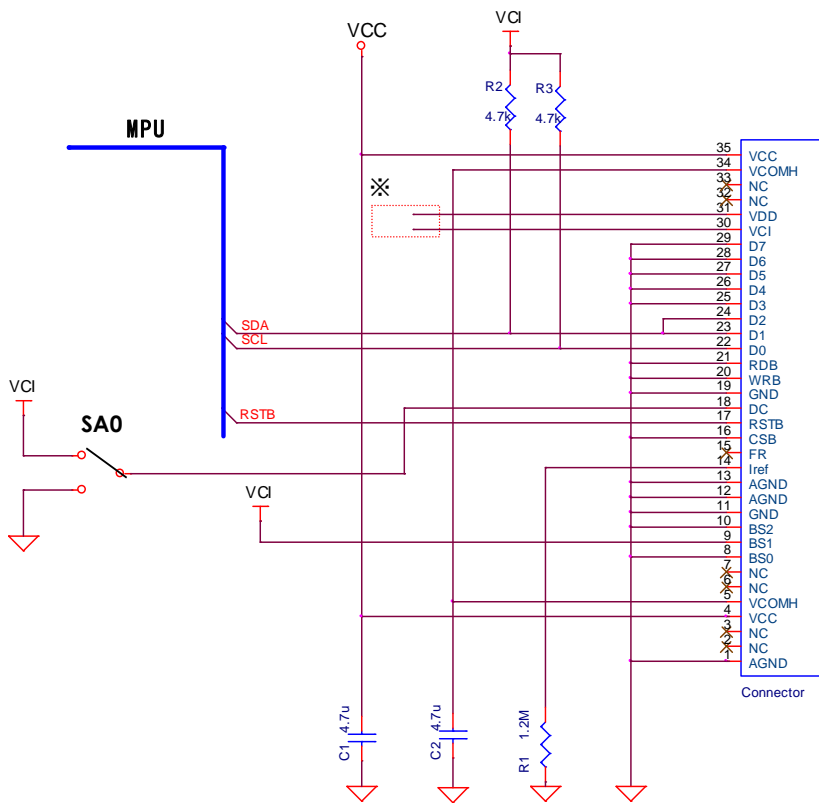 VCC
VCI
R2
4.7k
R3
4.7k
MPU
※
35 VCC
34 VCOMH
33 NC
32 NC
31 VDD
30 VCI
29 D7
28 D6
27 D5
26 D4
25 D3
24 D2
23 D1
22 D0
21 RDB
20 WRB
19 GND
18 DC
17 RSTB
16 CSB
15 FR
14 Iref
13 AGND
12 AGND
11 GND
10 BS2
9 BS1
8 BS0
7 NC
6 NC
5 VCOMH
4 VCC
3 NC
2 NC
1 AGND
Connector
SDA
SCL
RSTB
VCI
SA0
VCI
C1 4.7u
C2 4.7u
R1 1.2M